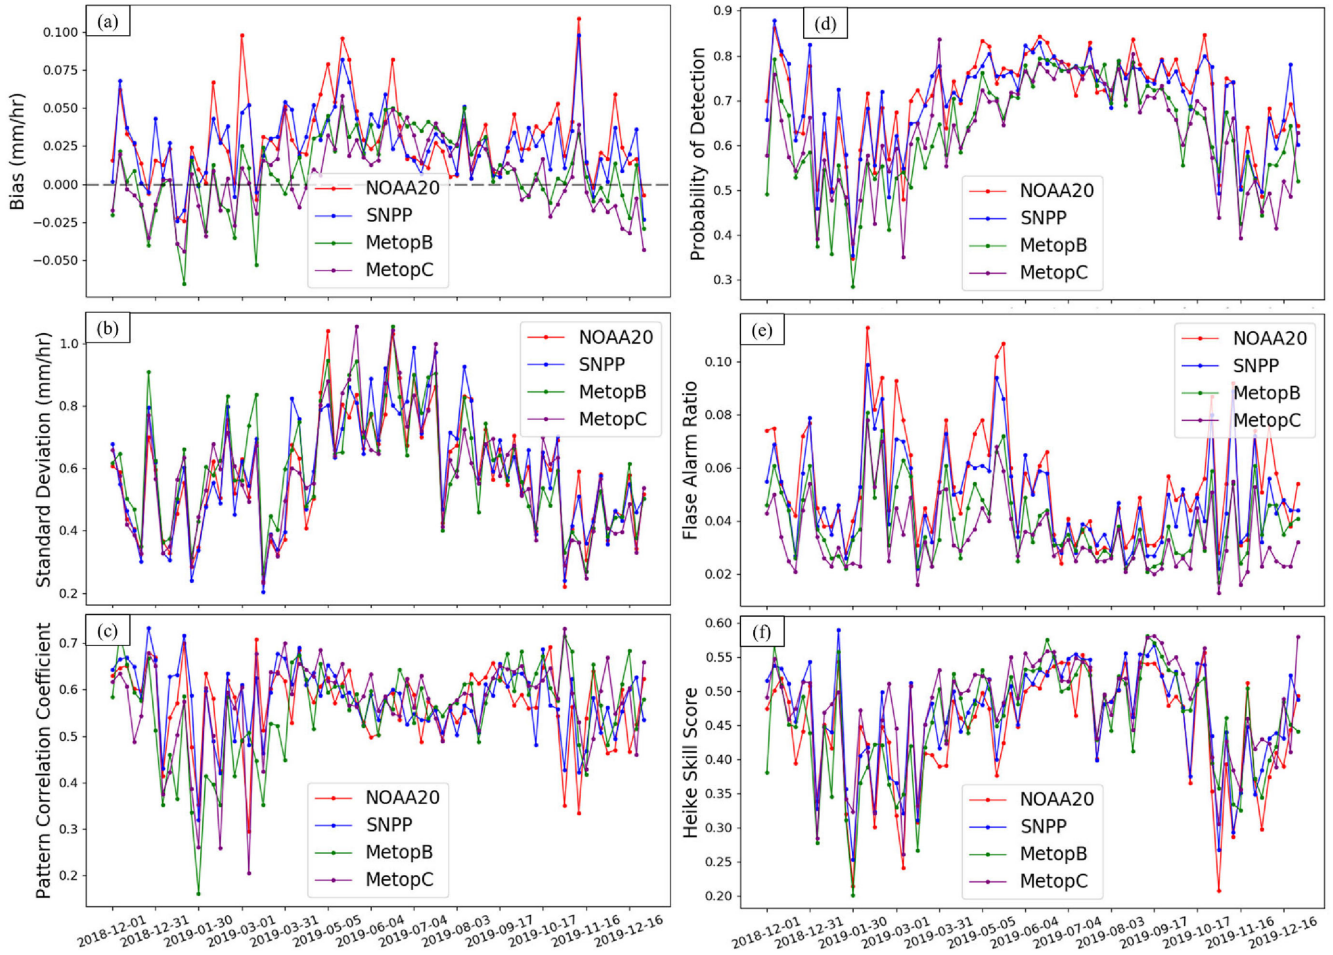 (a)
Bias (mm/hr)
0.100
0.075
0.050
0.025
0.000
−0.025
−0.050
NOAA20
SNPP
MetopB
MetopC
(b)
Standard Deviation (mm/hr)
1.0
0.8
0.6
0.4
0.2
NOAA20
SNPP
MetopB
MetopC
(c)
Pattern Correlation Coefficient
0.7
0.6
0.5
0.4
0.3
0.2
NOAA20
SNPP
MetopB
MetopC
2018-12-01
2018-12-31
2019-01-30
2019-03-01
2019-03-31
2019-05-05
2019-06-04
2019-07-04
2019-08-03
2019-09-17
2019-10-17
2019-11-16
2019-12-16
(d)
Probability of Detection
0.9
0.8
0.7
0.6
0.5
0.4
0.3
NOAA20
SNPP
MetopB
MetopC
(e)
Flase Alarm Ratio
0.10
0.08
0.06
0.04
0.02
NOAA20
SNPP
MetopB
MetopC
(f)
Heike Skill Score
0.60
0.55
0.50
0.45
0.40
0.35
0.30
0.25
0.20
NOAA20
SNPP
MetopB
MetopC
2018-12-01
2018-12-31
2019-01-30
2019-03-01
2019-03-31
2019-05-05
2019-06-04
2019-07-04
2019-08-03
2019-09-17
2019-10-17
2019-11-16
2019-12-16